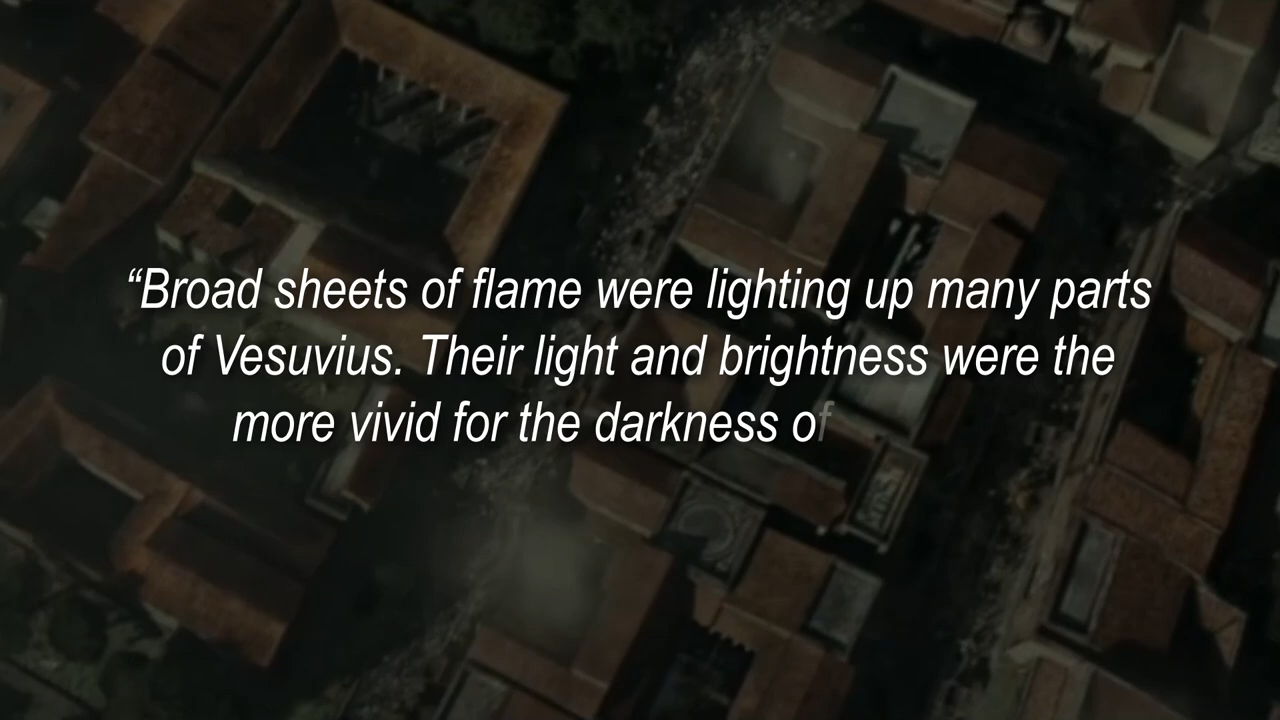 “Broad sheets of flame were lighting up many parts
of Vesuvius. Their light and brightness were the
more vivid for the darkness of